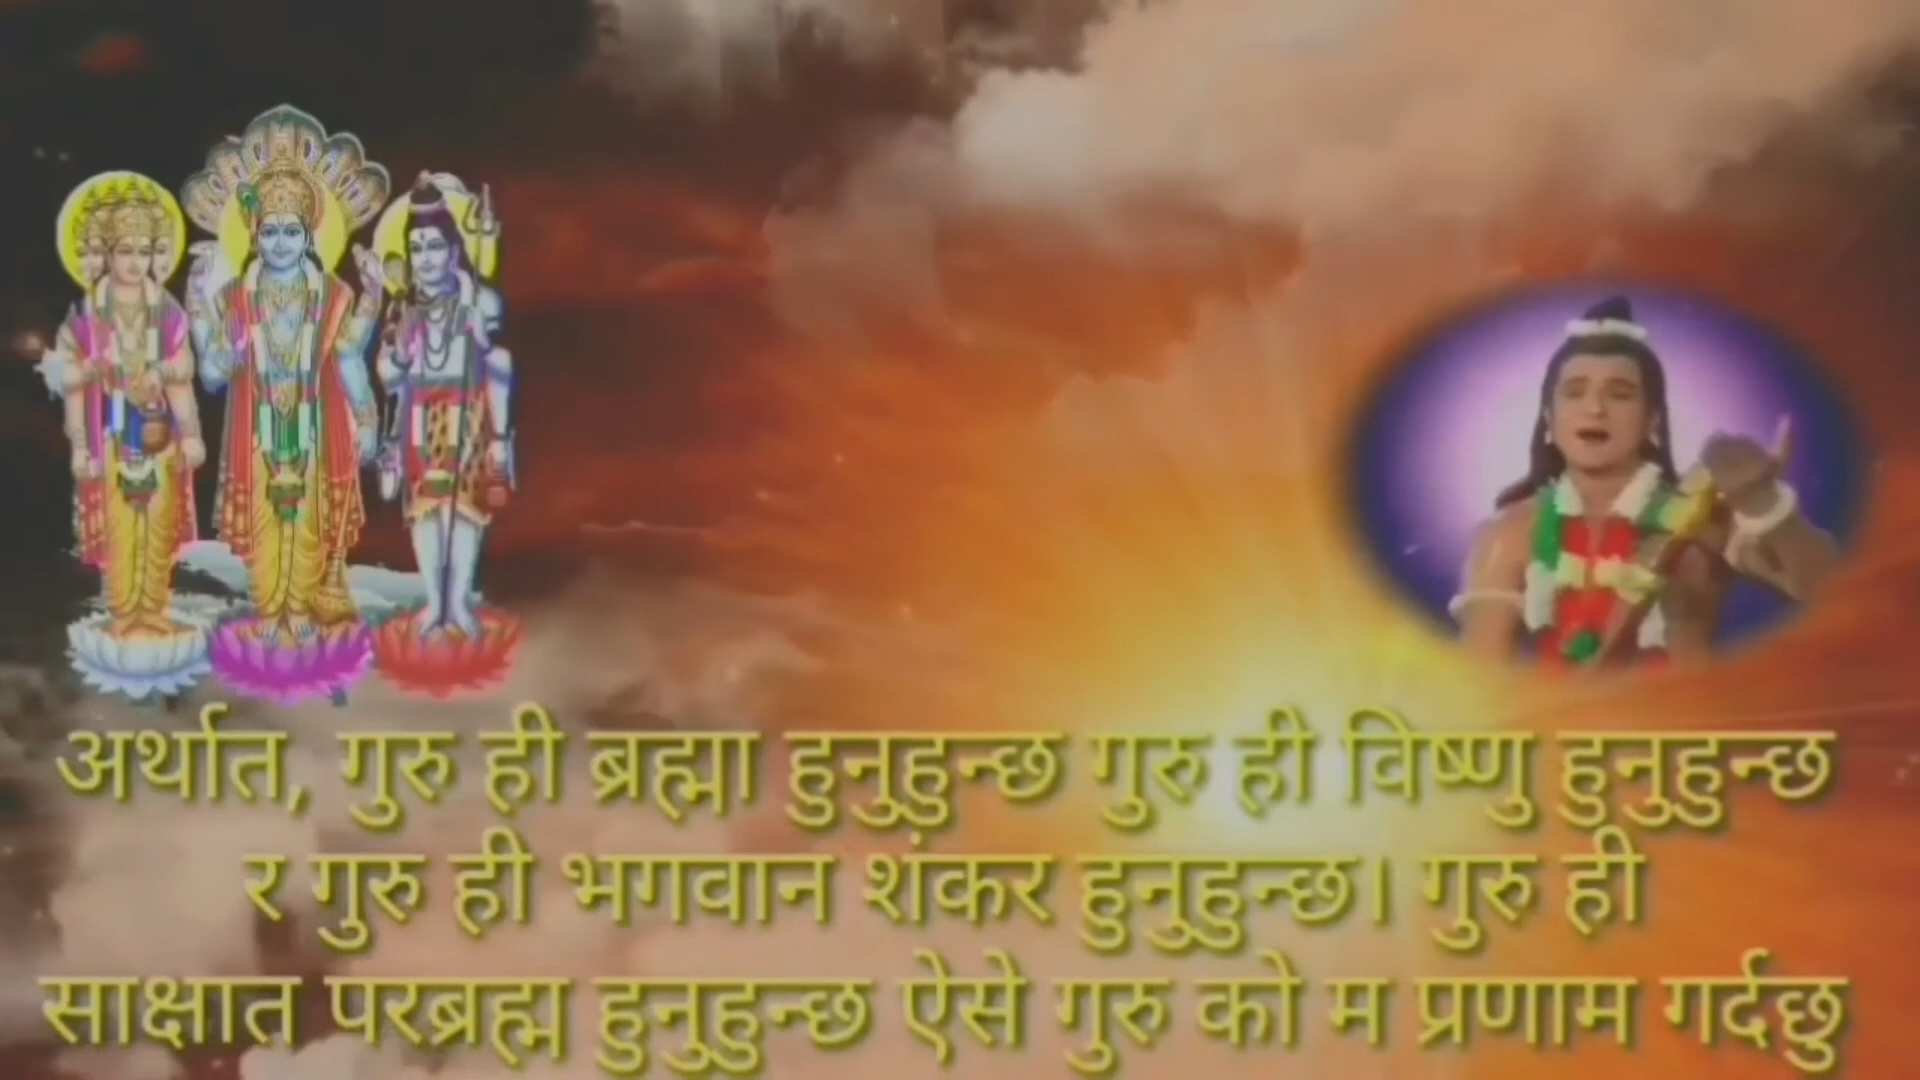 अर्थात, गुरु ही ब्रह्मा हुनुहुन्छ गुरु ही विष्णु हुनुहुन्छ
र गुरु ही भगवान शंकर हुनुहुन्छ। गुरु ही
साक्षात परब्रह्म हुनुहुन्छ ऐसे गुरु को म प्रणाम गर्दछु